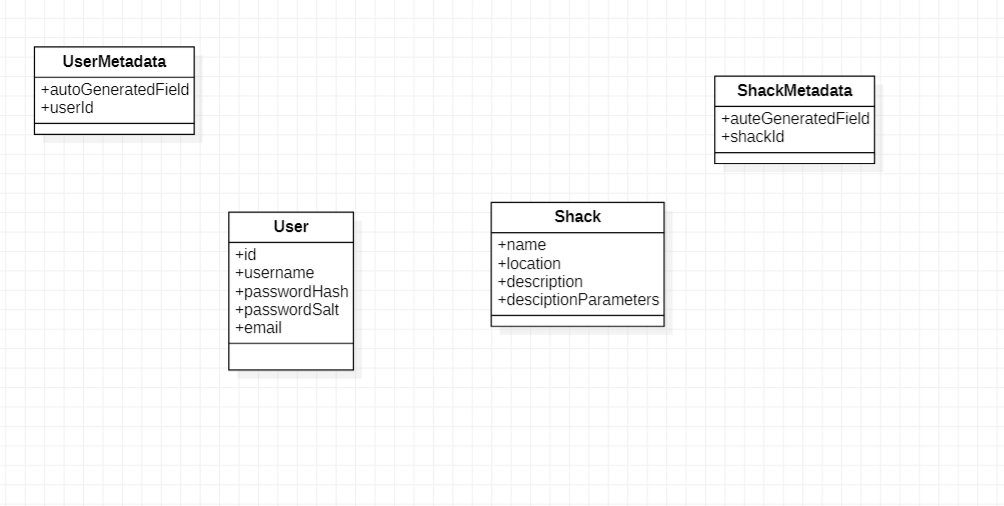 UserMetadata
+autoGeneratedField
+userId
ShackMetadata
+auteGeneratedField
+shackId
User
+id
+username
+passwordHash
+passwordSalt
+email
Shack
+name
+location
+description
+desciptionParameters